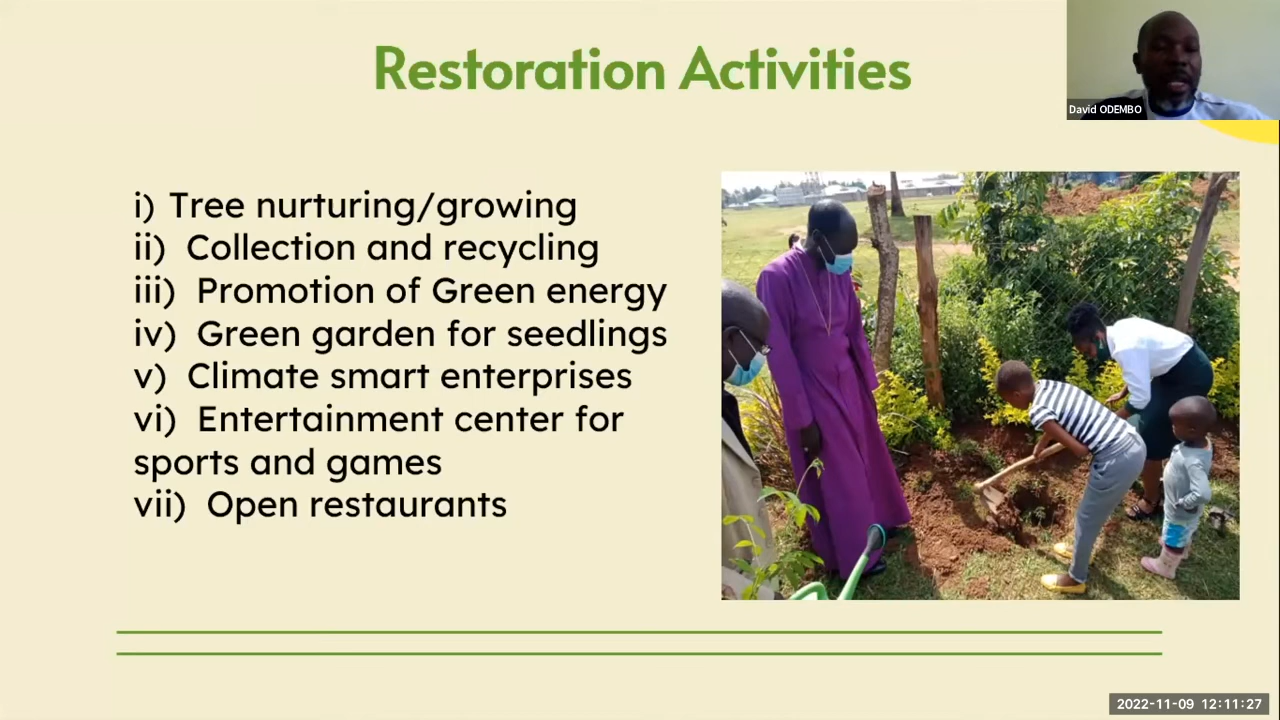 Restoration Activities
David ODEMBO
i) Tree nurturing/growing
ii) Collection and recycling
iii) Promotion of Green energy
iv) Green garden for seedlings
v) Climate smart enterprises
vi) Entertainment center for
sports and games
vii) Open restaurants
2022-11-09 12:11:27